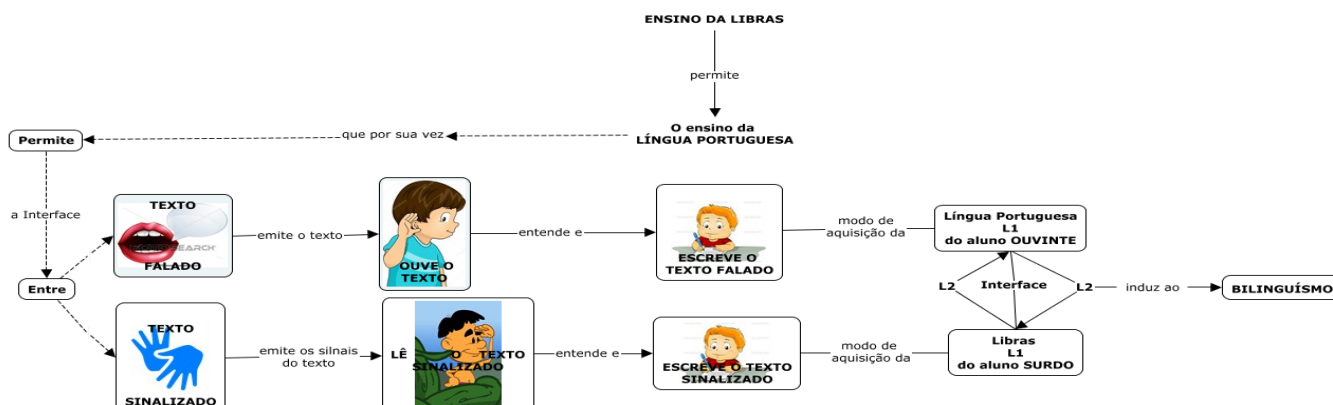 ENSINO DA LIBRAS
permite
O ensino da
LÍNGUA PORTUGUESA
que por sua vez
Permite
a Interface
Entre
TEXTO
FALADO
emite o texto
OUVE O
TEXTO
entende e
ESCREVE O
TEXTO FALADO
modo de
aquisição da
Língua Portuguesa
L1
do aluno OUVINTE
L2
Interface
L2
induz ao
BILINGUÍSMO
TEXTO
SINALIZADO
emite os silnais
do texto
LÊ O TEXTO
SINALIZADO
entende e
ESCREVE O TEXTO
SINALIZADO
modo de
aquisição da
Libras
L1
do aluno SURDO